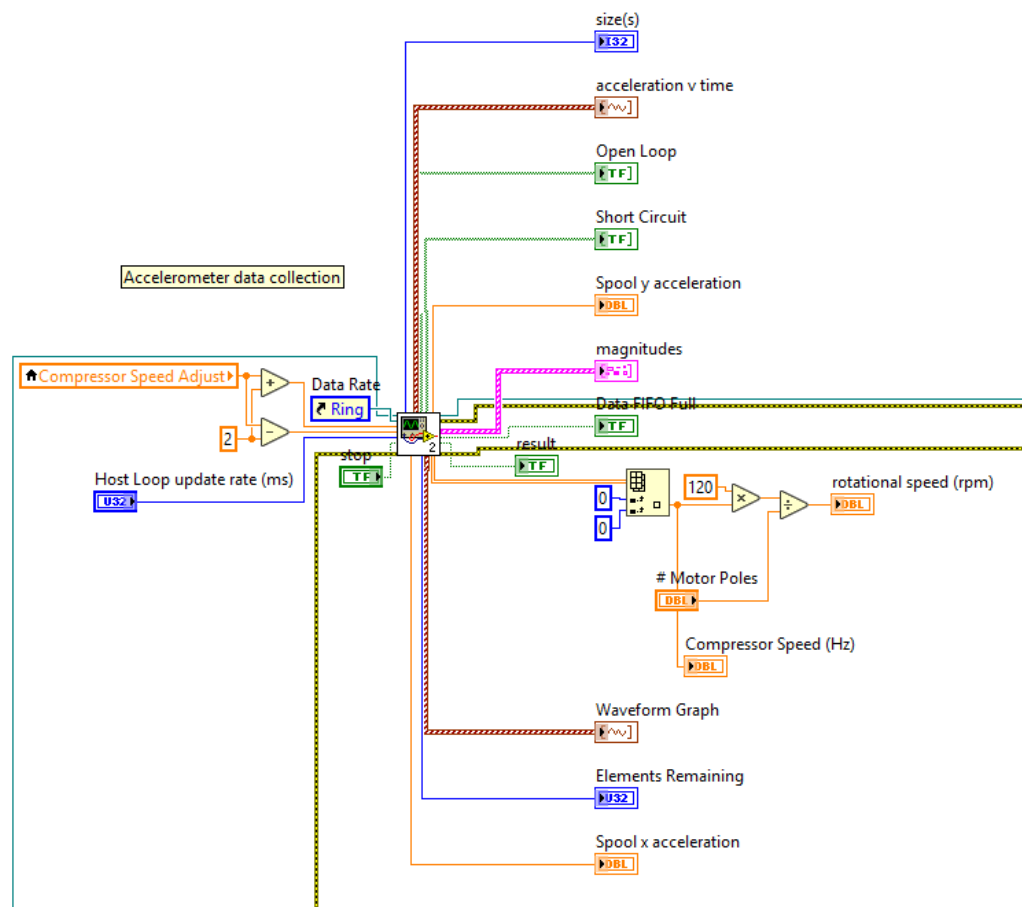 size(s)
I32
acceleration v time
Open Loop
TF
Short Circuit
TF
Accelerometer data collection
Spool y acceleration
DBL
magnitudes
Compressor Speed Adjust
+
Data Rate
Ring
Data FIFO Full
TF
2
−
2
stop
TF
result
TF
Host Loop update rate (ms)
U32
0
0
120
×
÷
rotational speed (rpm)
DBL
# Motor Poles
DBL
Compressor Speed (Hz)
DBL
Waveform Graph
Elements Remaining
U32
Spool x acceleration
DBL